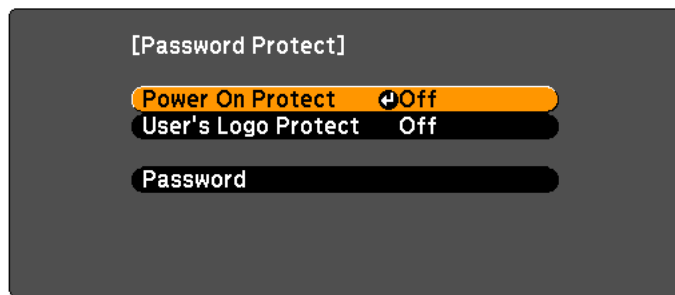 [Password Protect]
Power On Protect Off
User's Logo Protect Off
Password